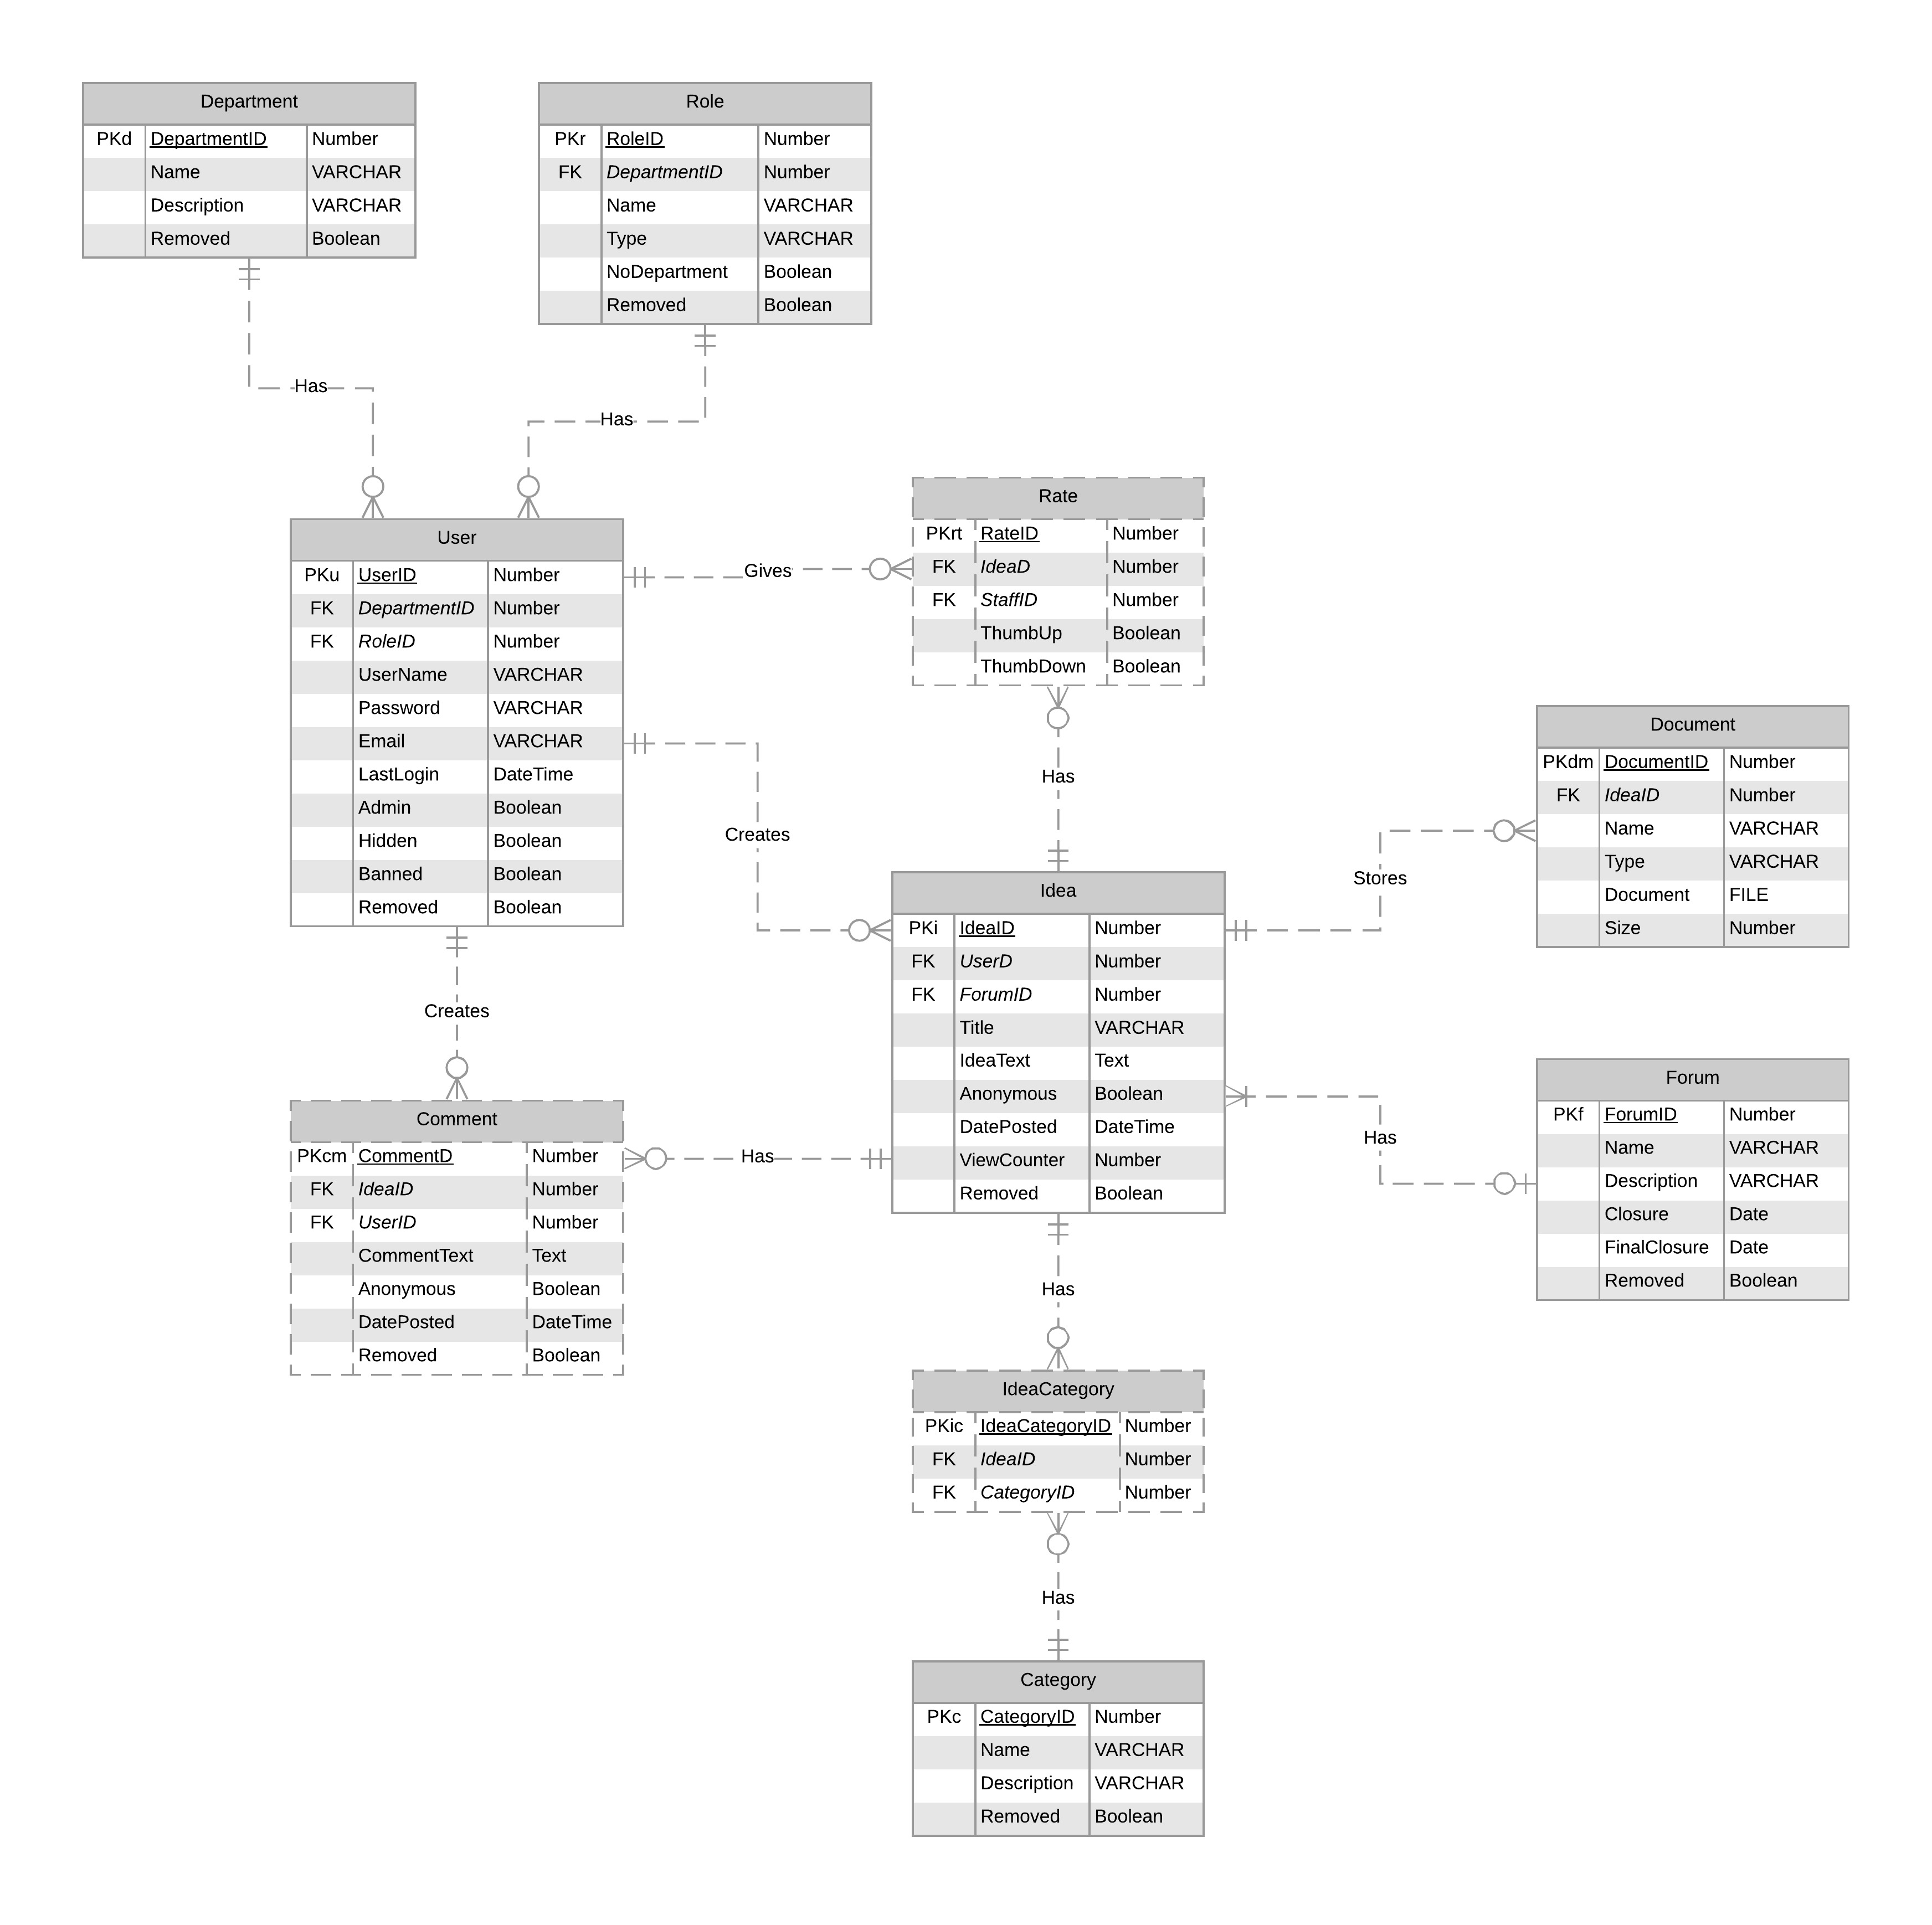 Department
PKd DepartmentID Number
Name VARCHAR
Description VARCHAR
Removed Boolean
Role
PKr RoleID Number
FK DepartmentID Number
Name VARCHAR
Type VARCHAR
NoDepartment Boolean
Removed Boolean
Has
Has
User
PKu UserID Number
FK DepartmentID Number
FK RoleID Number
UserName VARCHAR
Password VARCHAR
Email VARCHAR
LastLogin DateTime
Admin Boolean
Hidden Boolean
Banned Boolean
Removed Boolean
Gives
Rate
PKrt RateID Number
FK IdeaD Number
FK StaffID Number
ThumbUp Boolean
ThumbDown Boolean
Has
Creates
Document
PKdm DocumentID Number
FK IdeaID Number
Name VARCHAR
Type VARCHAR
Document FILE
Size Number
Stores
Idea
PKi IdeaID Number
FK UserD Number
FK ForumID Number
Title VARCHAR
IdeaText Text
Anonymous Boolean
DatePosted DateTime
ViewCounter Number
Removed Boolean
Creates
Comment
PKcm CommentD Number
FK IdeaID Number
FK UserID Number
CommentText Text
Anonymous Boolean
DatePosted DateTime
Removed Boolean
Has
Has
Forum
PKf ForumID Number
Name VARCHAR
Description VARCHAR
Closure Date
FinalClosure Date
Removed Boolean
Has
IdeaCategory
PKic IdeaCategoryID Number
FK IdeaID Number
FK CategoryID Number
Has
Category
PKc CategoryID Number
Name VARCHAR
Description VARCHAR
Removed Boolean